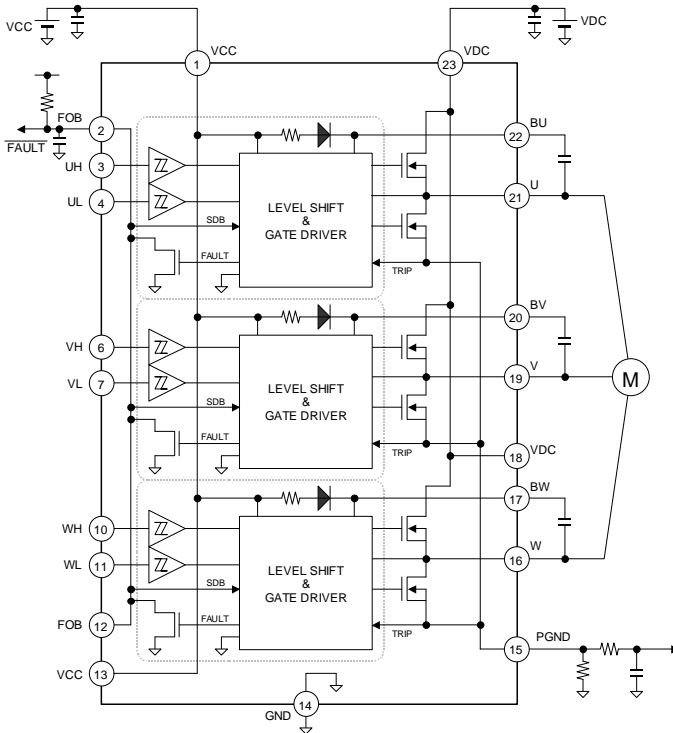 VCC
VDC
VCC
1
VDC
23
FOB
2
FAULT
UH
3
UL
4
SDB
FAULT
LEVEL SHIFT
&
GATE DRIVER
TRIP
BU
22
U
21
VH
6
VL
7
SDB
FAULT
LEVEL SHIFT
&
GATE DRIVER
TRIP
BV
20
V
19
M
VDC
18
WH
10
WL
11
SDB
FAULT
LEVEL SHIFT
&
GATE DRIVER
TRIP
BW
17
W
16
FOB
12
VCC
13
GND
14
PGND
15